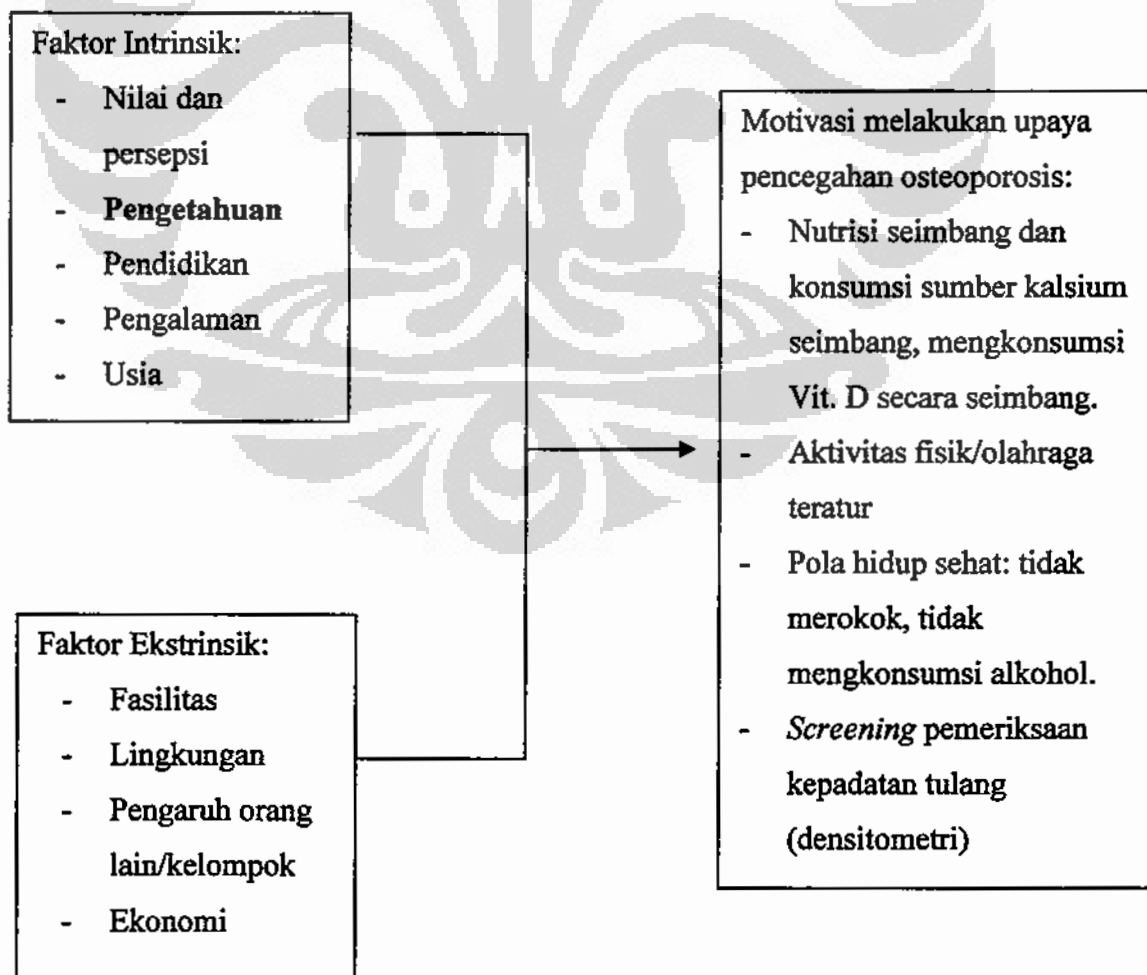 Faktor Intrinsik:
- Nilai dan
persepsi
- Pengetahuan
- Pendidikan
- Pengalaman
- Usia
Faktor Ekstrinsik:
- Fasilitas
- Lingkungan
- Pengaruh orang
lain/kelompok
- Ekonomi
Motivasi melakukan upaya
pencegahan osteoporosis:
- Nutrisi seimbang dan
konsumsi sumber kalsium
seimbang, mengkonsumsi
Vit. D secara seimbang.
- Aktivitas fisik/olahraga
teratur
- Pola hidup sehat: tidak
merokok, tidak
mengkonsumsi alkohol.
- Screening pemeriksaan
kepadatan tulang
(densitometri)